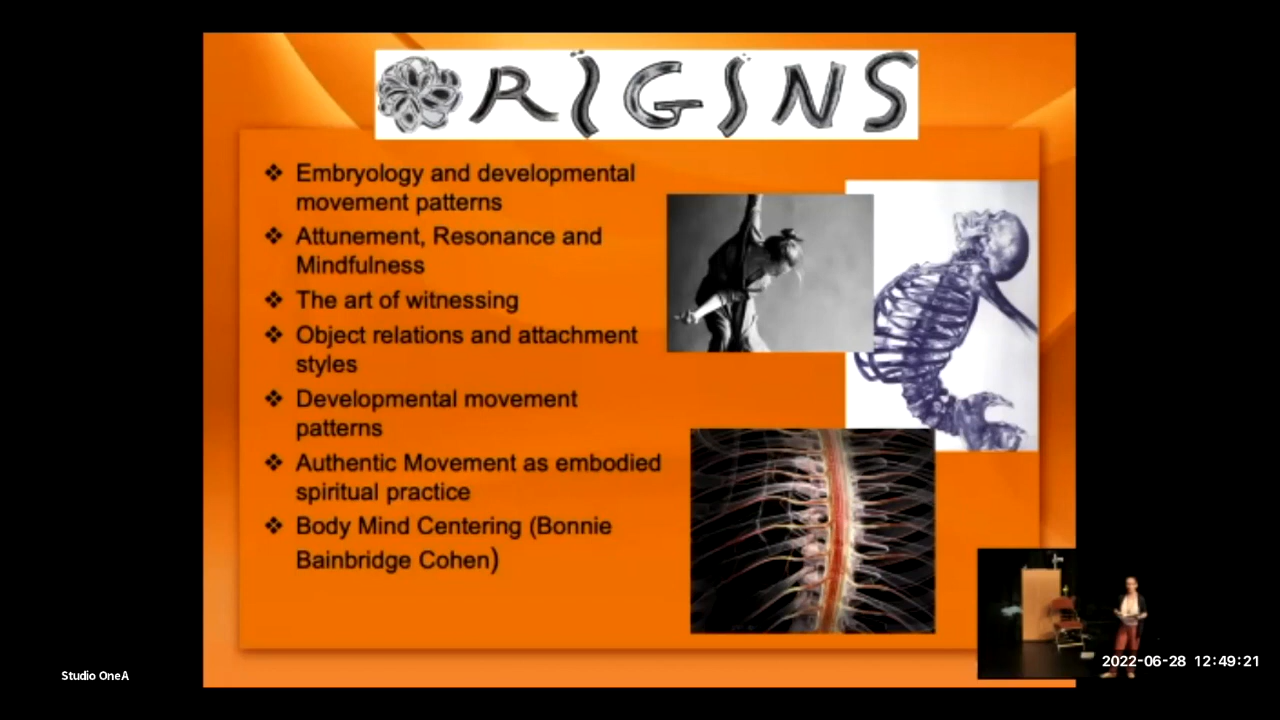 ORIGINS
❖ Embryology and developmental
movement patterns
❖ Attunement, Resonance and
Mindfulness
❖ The art of witnessing
❖ Object relations and attachment
styles
❖ Developmental movement
patterns
❖ Authentic Movement as embodied
spiritual practice
❖ Body Mind Centering (Bonnie
Bainbridge Cohen)
Studio OneA
2022-06-28 12:49:21